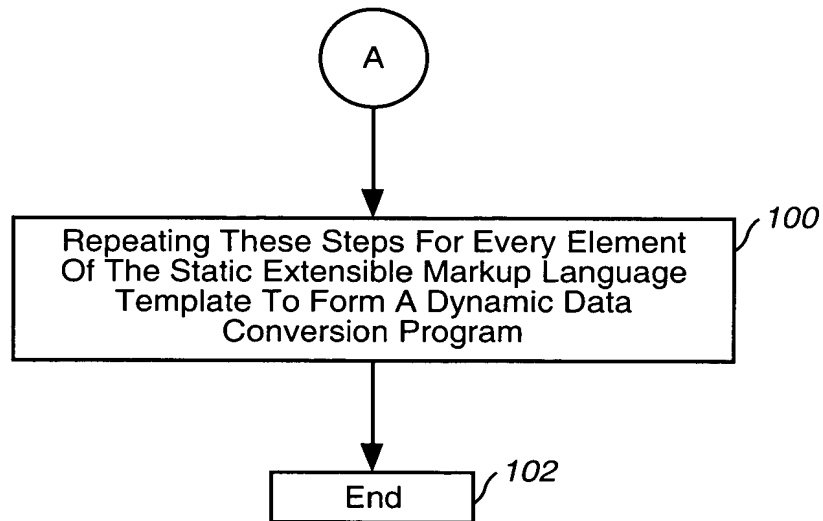 A
100
Repeating These Steps For Every Element
Of The Static Extensible Markup Language
Template To Form A Dynamic Data
Conversion Program
102
End